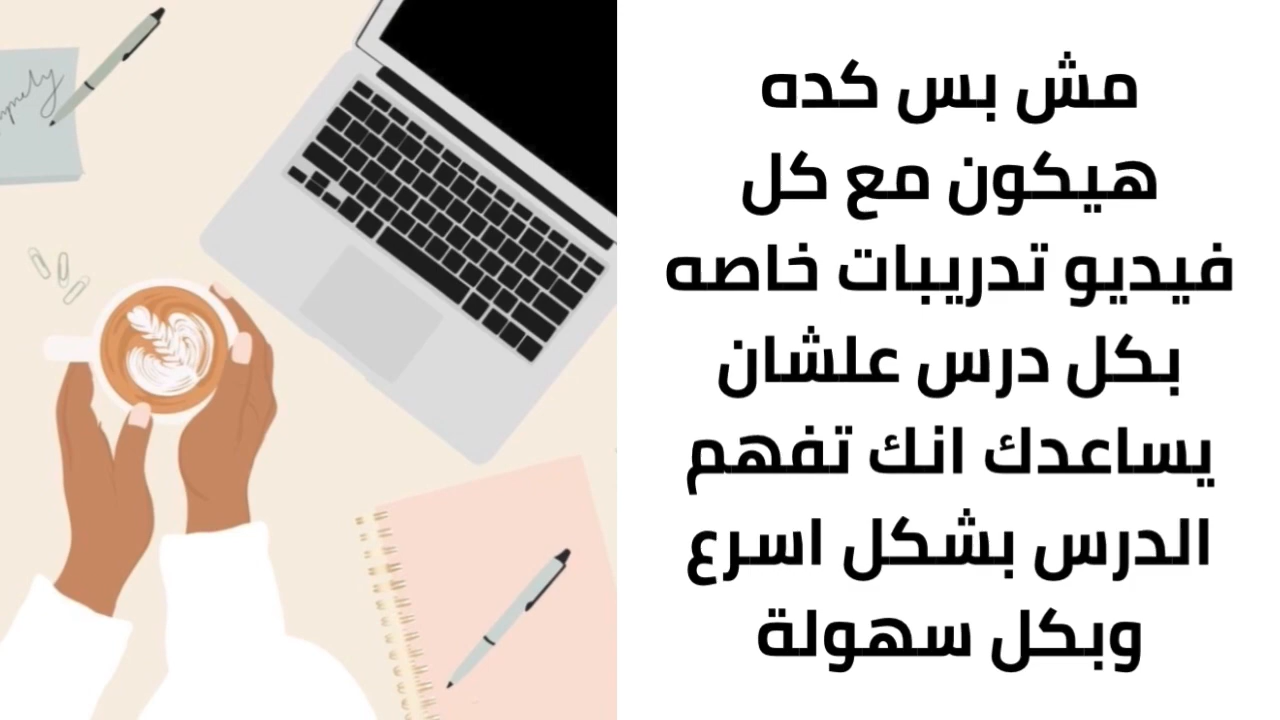 مش بس كده
هيكون مع كل
فيديو تدريبات خاصه
بكل درس علشان
يساعدك انك تفهم
الدرس بشكل اسرع
وبكل سهولة